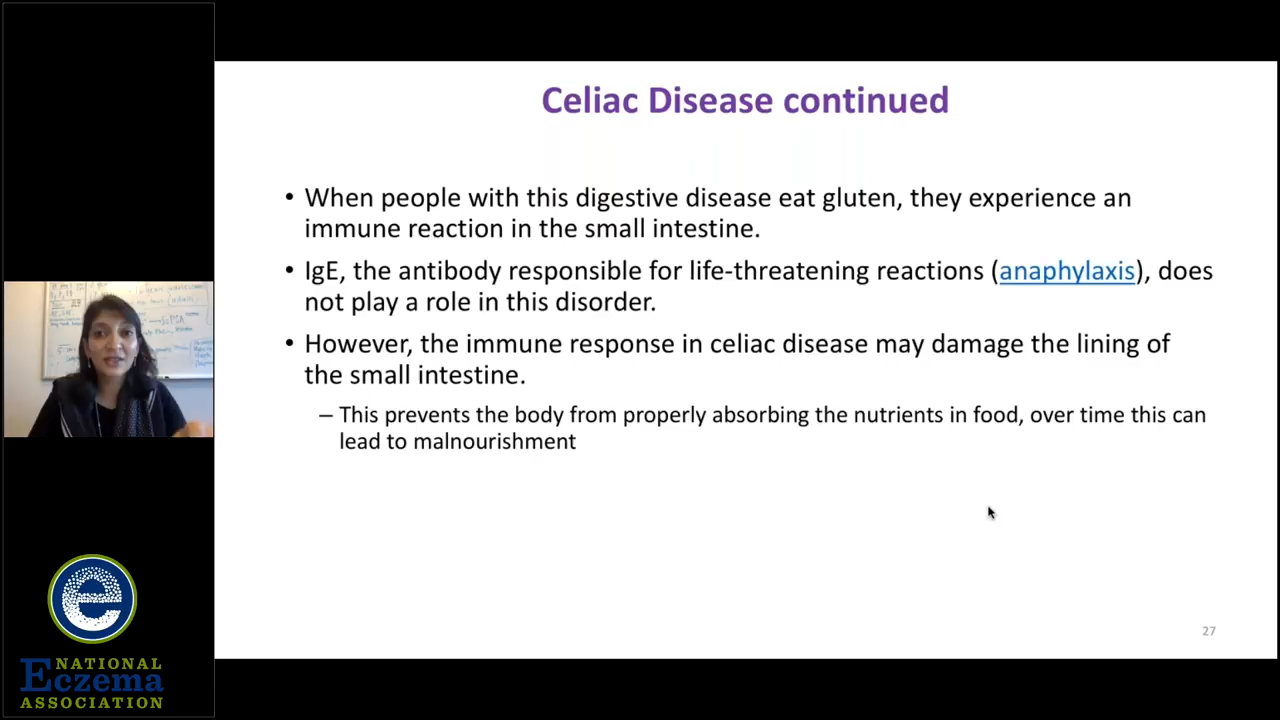 Celiac Disease continued
• When people with this digestive disease eat gluten, they experience an
immune reaction in the small intestine.
• IgE, the antibody responsible for life-threatening reactions (anaphylaxis), does
not play a role in this disorder.
• However, the immune response in celiac disease may damage the lining of
the small intestine.
– This prevents the body from properly absorbing the nutrients in food, over time this can
lead to malnourishment
27
e
NATIONAL
Eczema
ASSOCIATION